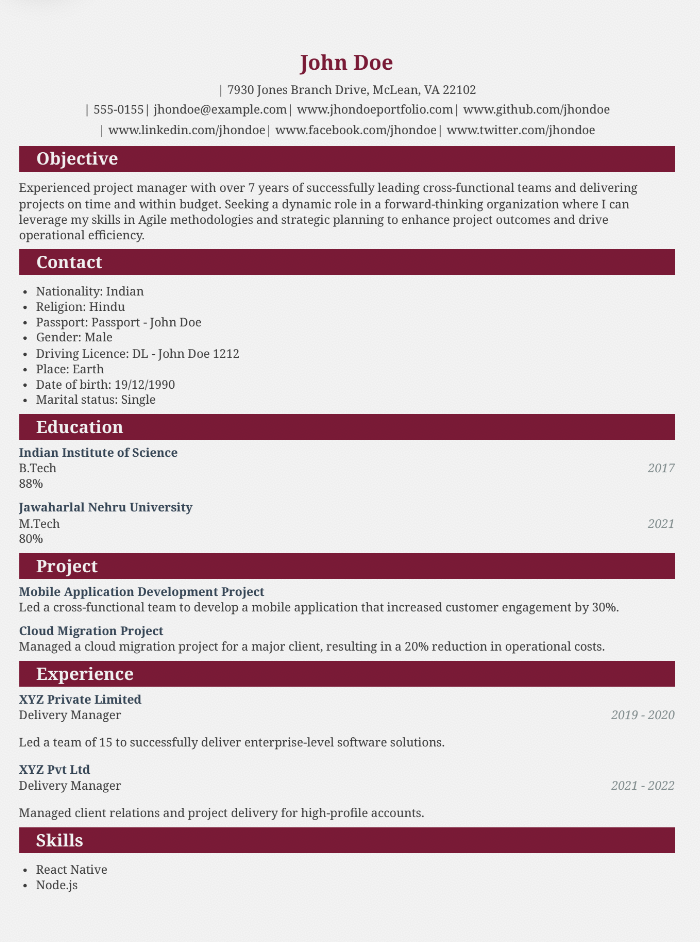 John Doe
| 7930 Jones Branch Drive, McLean, VA 22102
| 555-0155| jhondoe@example.com| www.jhondoeportfolio.com| www.github.com/jhondoe
| www.linkedin.com/jhondoe| www.facebook.com/jhondoe| www.twitter.com/jhondoe
Objective
Experienced project manager with over 7 years of successfully leading cross-functional teams and delivering
projects on time and within budget. Seeking a dynamic role in a forward-thinking organization where I can
leverage my skills in Agile methodologies and strategic planning to enhance project outcomes and drive
operational efficiency.
Contact
• Nationality: Indian
• Religion: Hindu
• Passport: Passport - John Doe
• Gender: Male
• Driving Licence: DL - John Doe 1212
• Place: Earth
• Date of birth: 19/12/1990
• Marital status: Single
Education
Indian Institute of Science
B.Tech 2017
88%
Jawaharlal Nehru University
M.Tech 2021
80%
Project
Mobile Application Development Project
Led a cross-functional team to develop a mobile application that increased customer engagement by 30%.
Cloud Migration Project
Managed a cloud migration project for a major client, resulting in a 20% reduction in operational costs.
Experience
XYZ Private Limited
Delivery Manager 2019 - 2020
Led a team of 15 to successfully deliver enterprise-level software solutions.
XYZ Pvt Ltd
Delivery Manager 2021 - 2022
Managed client relations and project delivery for high-profile accounts.
Skills
• React Native
• Node.js